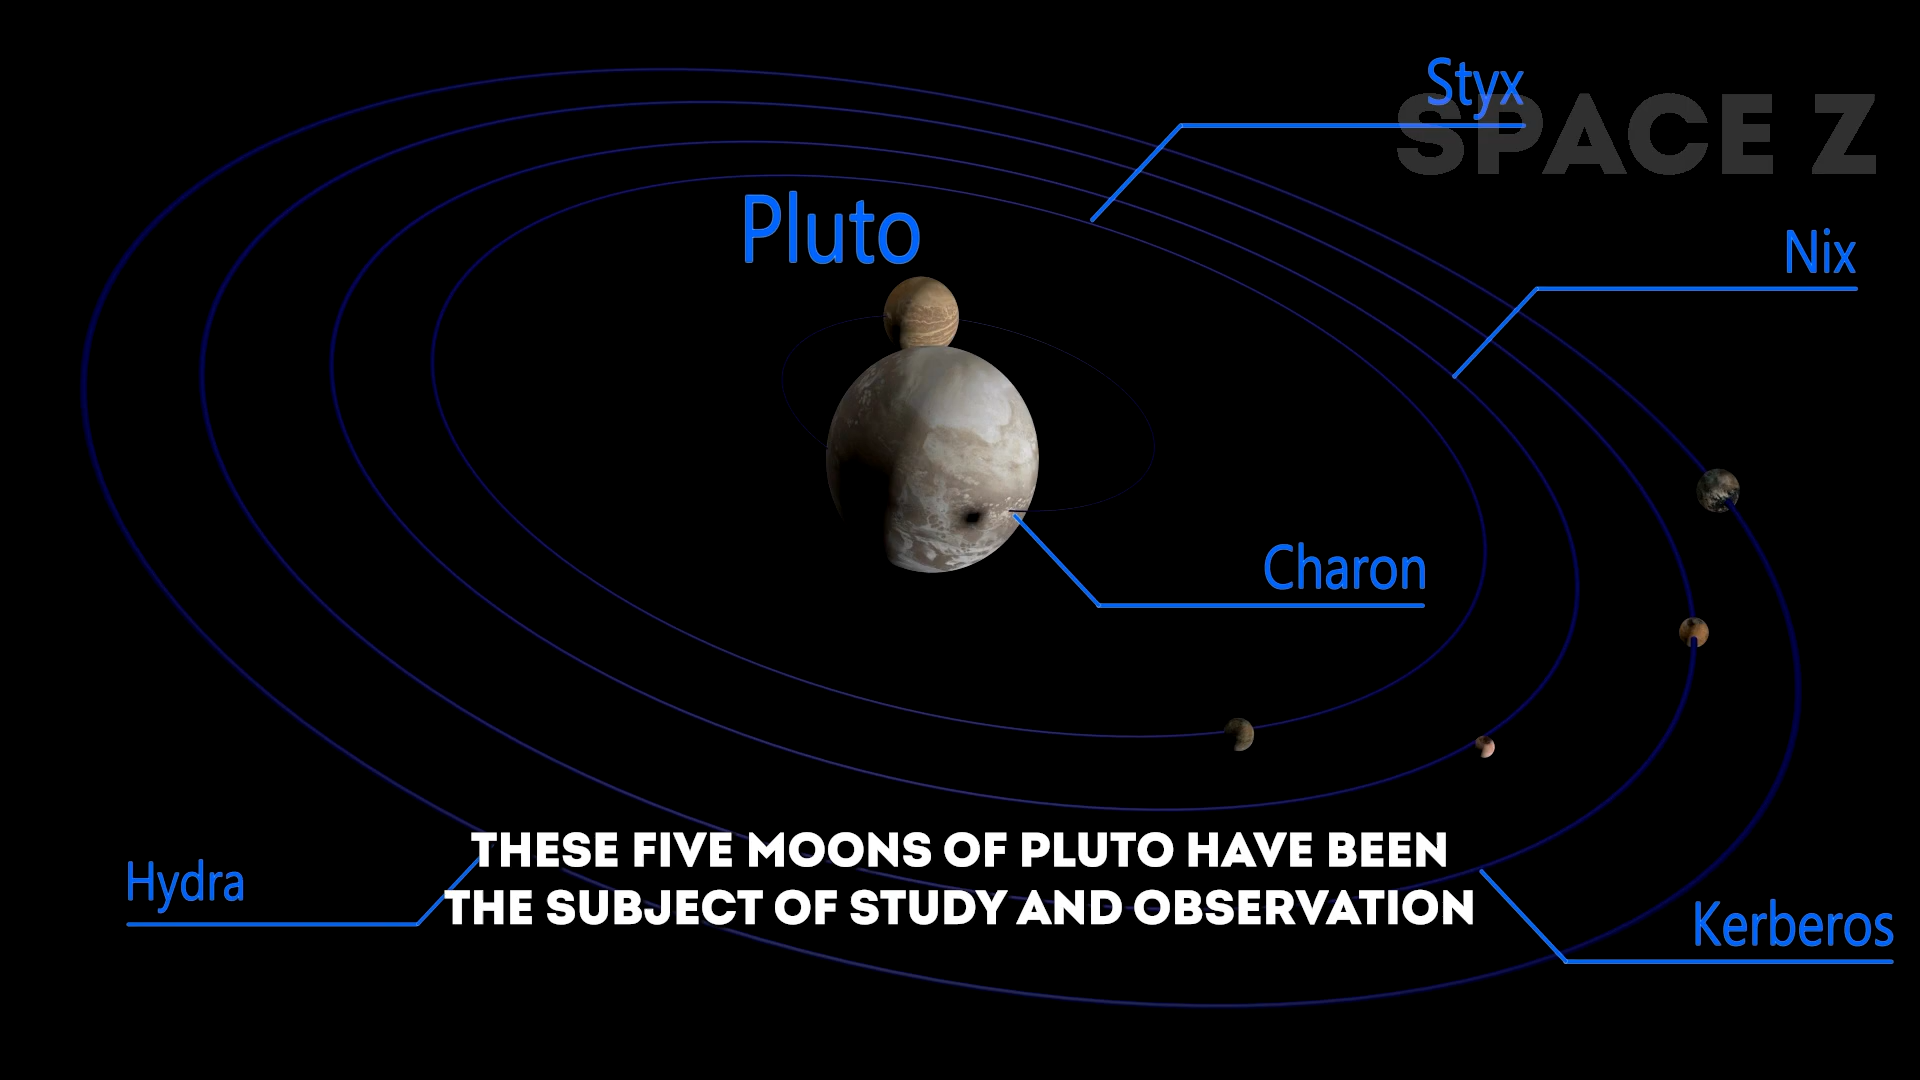 Styx
SPACE Z
Pluto
Nix
Charon
THESE FIVE MOONS OF PLUTO HAVE BEEN
THE SUBJECT OF STUDY AND OBSERVATION
Hydra
Kerberos